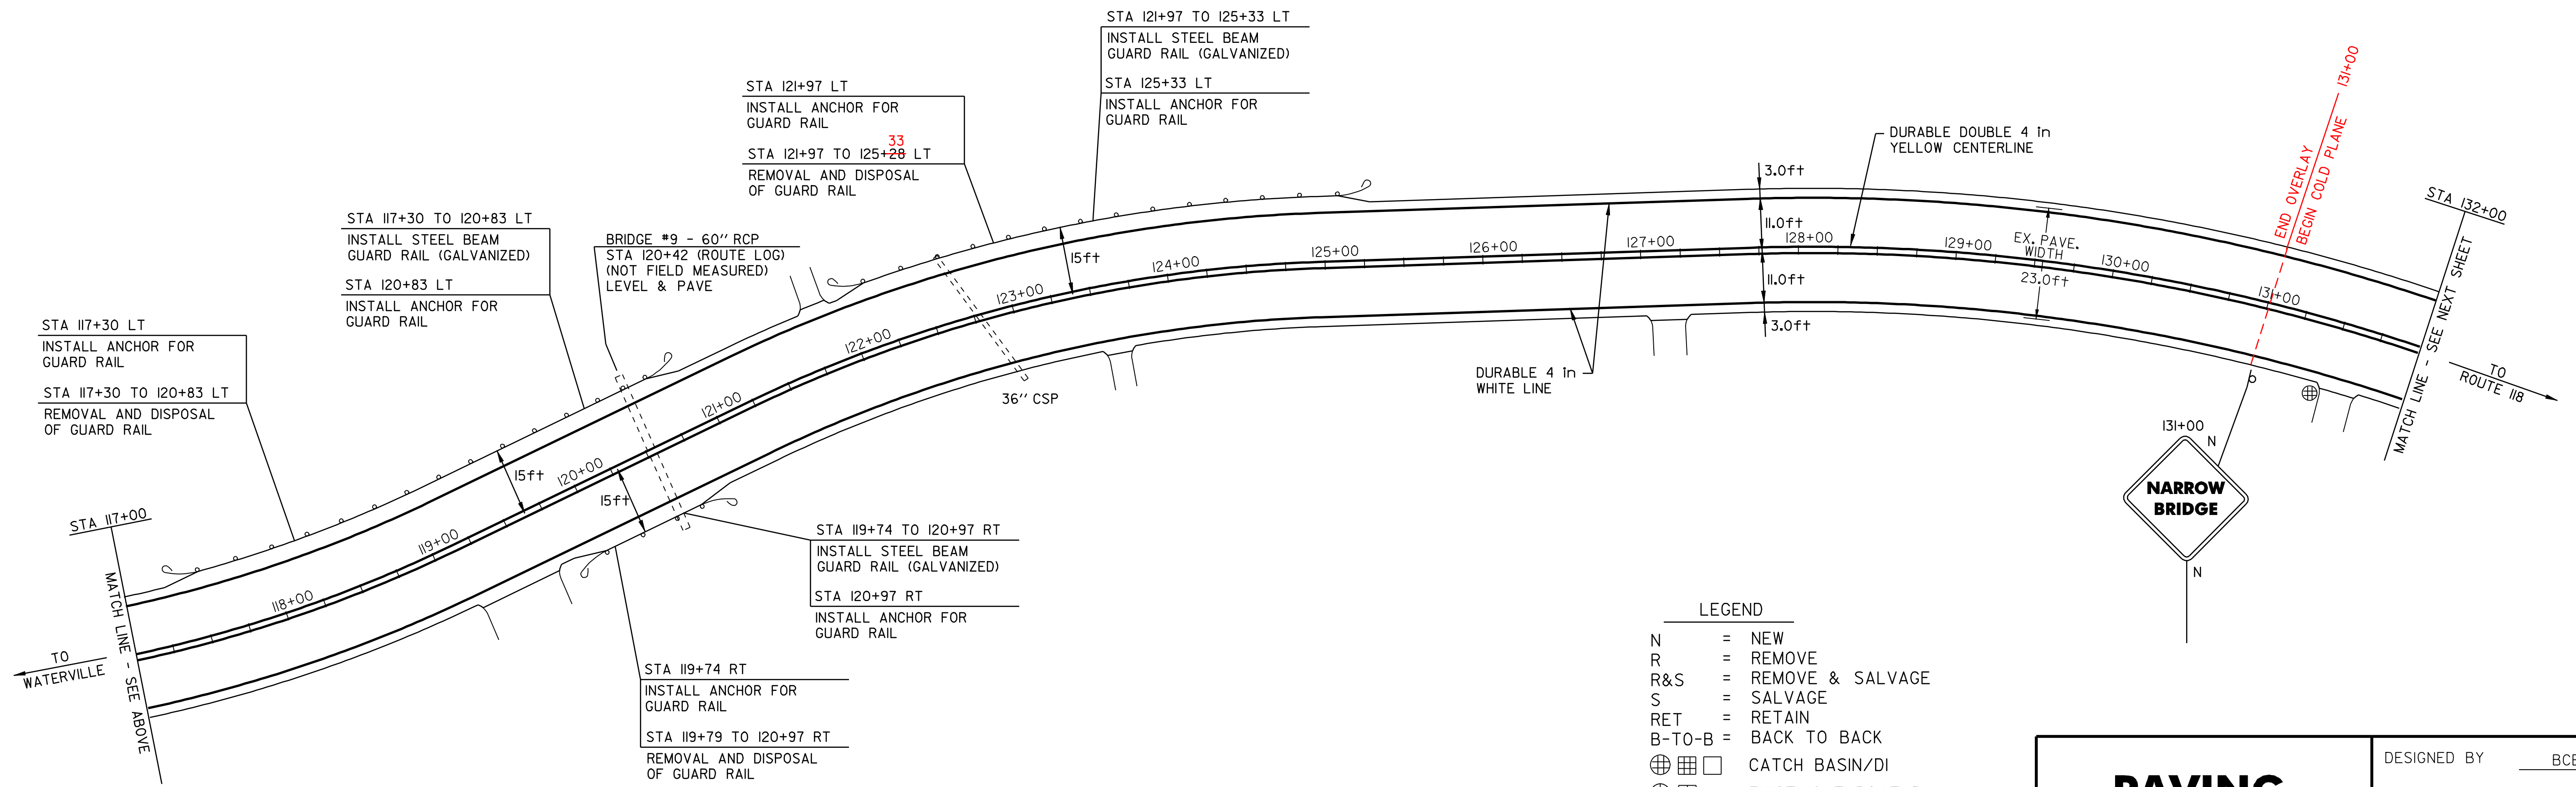 STA 121+97 TO 125+33 LT
INSTALL STEEL BEAM
GUARD RAIL (GALVANIZED)
STA 125+33 LT
INSTALL ANCHOR FOR
GUARD RAIL
STA 121+97 LT
INSTALL ANCHOR FOR
GUARD RAIL
33
STA 121+97 TO 125+28 LT
REMOVAL AND DISPOSAL
OF GUARD RAIL
STA 117+30 TO 120+83 LT
INSTALL STEEL BEAM
GUARD RAIL (GALVANIZED)
STA 120+83 LT
INSTALL ANCHOR FOR
GUARD RAIL
BRIDGE #9 - 60" RCP
STA 120+42 (ROUTE LOG)
(NOT FIELD MEASURED)
LEVEL & PAVE
STA 117+30 LT
INSTALL ANCHOR FOR
GUARD RAIL
STA 117+30 TO 120+83 LT
REMOVAL AND DISPOSAL
OF GUARD RAIL
STA 117+00
MATCH LINE - SEE ABOVE
TO
WATERVILLE
118+00
119+00
120+00
121+00
122+00
123+00
124+00
125+00
126+00
127+00
128+00
129+00
130+00
131+00
15ft
15ft
15ft
36" CSP
3.0ft
11.0ft
11.0ft
3.0ft
DURABLE DOUBLE 4 in
YELLOW CENTERLINE
EX. PAVE.
WIDTH
23.0ft
DURABLE 4 in
WHITE LINE
END OVERLAY
BEGIN COLD PLANE
131+00
STA 132+00
MATCH LINE - SEE NEXT SHEET
TO
ROUTE 118
131+00
N
NARROW
BRIDGE
N
STA 119+74 TO 120+97 RT
INSTALL STEEL BEAM
GUARD RAIL (GALVANIZED)
STA 120+97 RT
INSTALL ANCHOR FOR
GUARD RAIL
STA 119+74 RT
INSTALL ANCHOR FOR
GUARD RAIL
STA 119+79 TO 120+97 RT
REMOVAL AND DISPOSAL
OF GUARD RAIL
LEGEND
N = NEW
R = REMOVE
R&S = REMOVE & SALVAGE
S = SALVAGE
RET = RETAIN
B-TO-B = BACK TO BACK
CATCH BASIN/DI
PAVING
DESIGNED BY